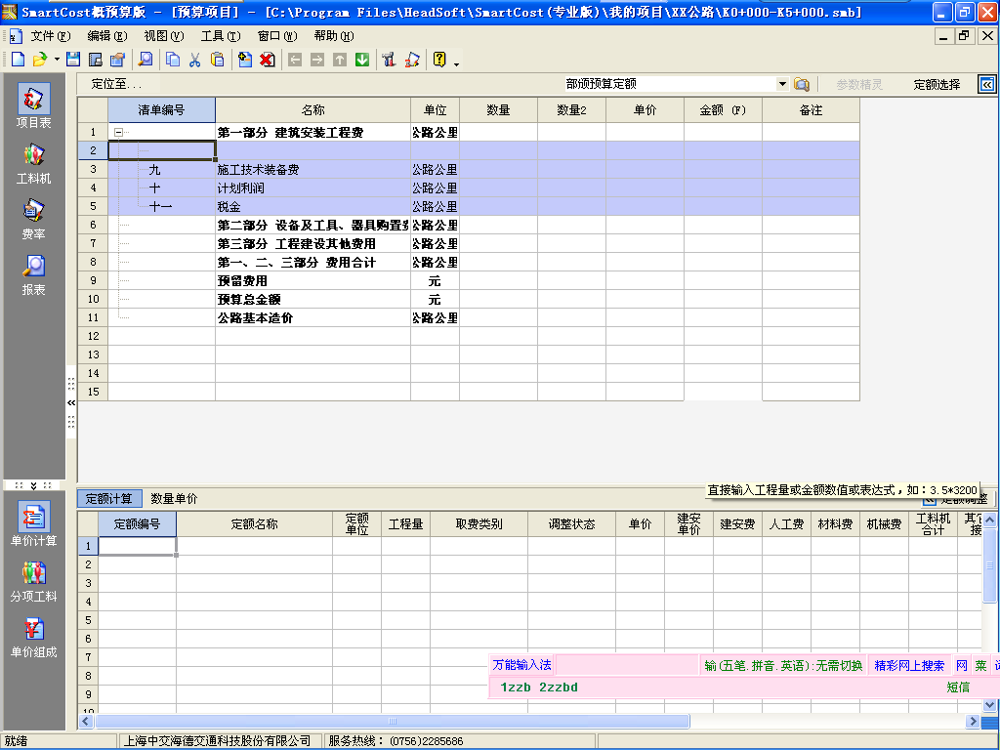 SmartCost概预算版 - [预算项目] - [C:\Program Files\HeadSoft\SmartCost(专业版)\我的项目\XX公路\K0+000-K5+000.smb]
文件(F) 编辑(E) 视图(V) 工具(T) 窗口(W) 帮助(H)
定位至... 部颁预算定额 参数精灵 定额选择
项目表
工料机
费率
报表
清单编号 名称 单位 数量 数量2 单价 金额 (F) 备注
1 第一部分 建筑安装工程费 公路公里
2
3 九 施工技术装备费 公路公里
4 十 计划利润 公路公里
5 十一 税金 公路公里
6 第二部分 设备及工具、器具购置费 公路公里
7 第三部分 工程建设其他费用 公路公里
8 第一、二、三部分 费用合计 公路公里
9 预留费用 元
10 预算总金额 元
11 公路基本造价 公路公里
12
13
14
15
直接输入工程量或金额数值或表达式,如:3.5*3200
定额计算 数量单价 定额调整
单价计算
分项工料
单价组成
定额编号 定额名称 定额单位 工程量 取费类别 调整状态 单价 建安单价 建安费 人工费 材料费 机械费 工料机合计
1
2
3
4
5
6
7
8
9
10
万能输入法 输(五笔.拼音.英语):无需切换 精彩网上搜索 网 菜
1zzb 2zzbd 短信
就绪 上海中交海德交通科技股份有限公司 服务热线: (0756)2285686